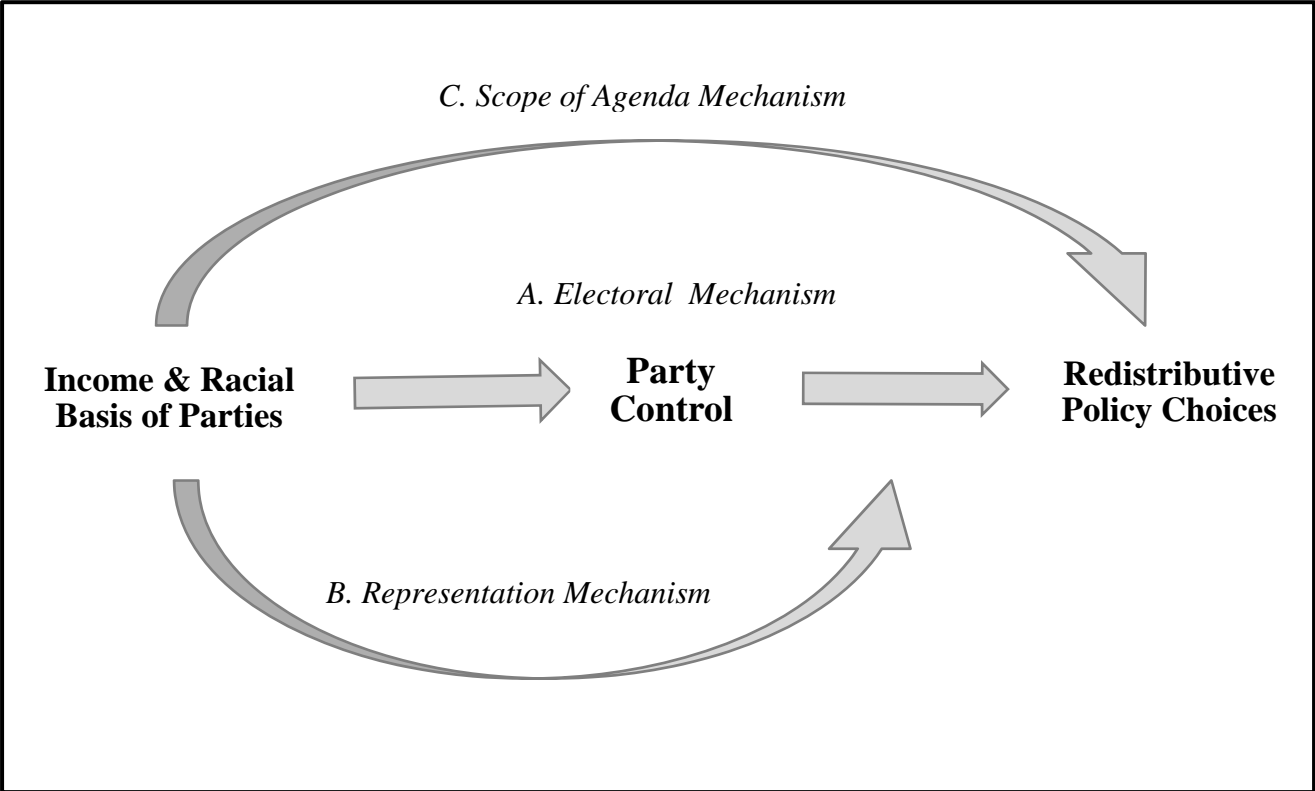 C. Scope of Agenda Mechanism
A. Electoral  Mechanism
Income & Racial
Basis of Parties
Party
Control
Redistributive
Policy Choices
B. Representation Mechanism